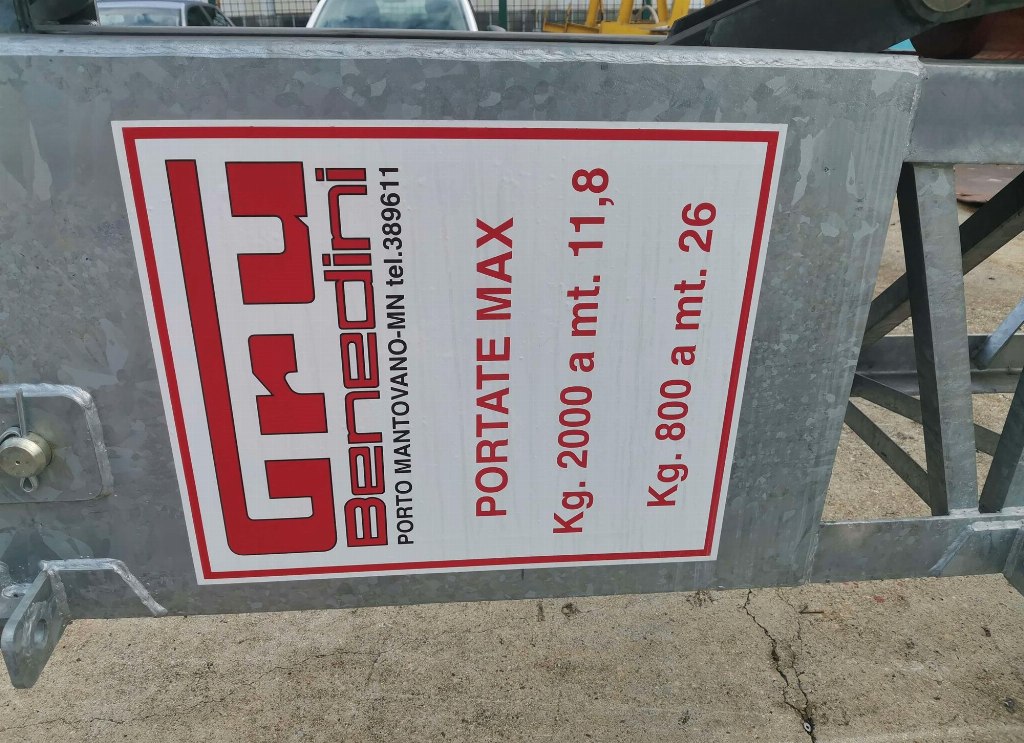 Gru
Benedini
PORTO MANTOVANO-MN tel.389611
PORTATE MAX
Kg. 2000 a mt. 11,8
Kg. 800 a mt. 26